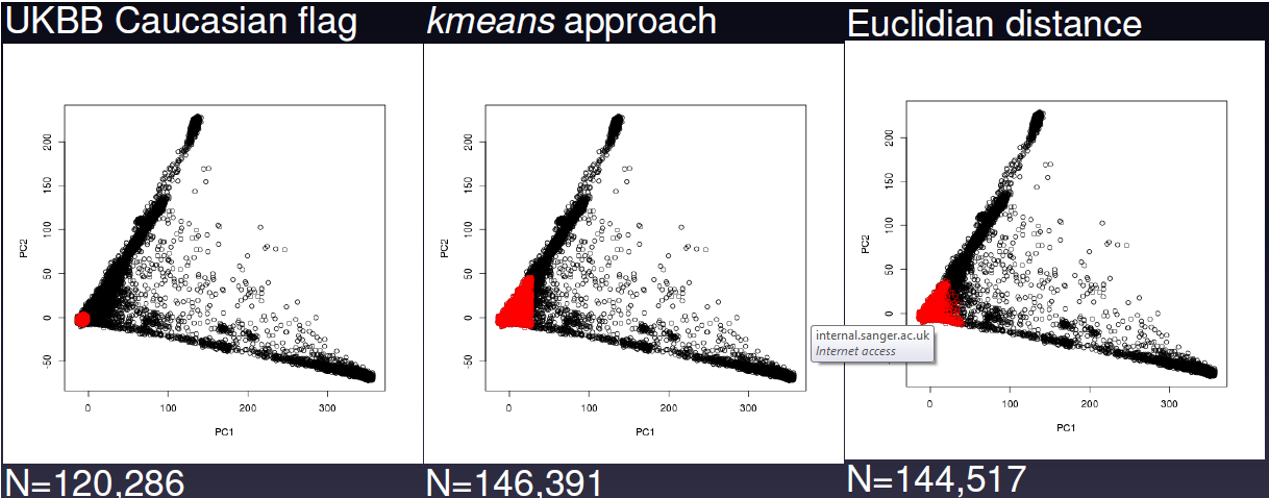 UKBB Caucasian flag
kmeans approach
Euclidian distance
200
150
100
50
0
-50
PC2
0
100
200
300
PC1
200
150
100
50
0
-50
PC2
0
100
200
300
PC1
200
150
100
50
0
-50
PC2
0
100
200
300
PC1
internal.sanger.ac.uk
Internet access
N=120,286
N=146,391
N=144,517